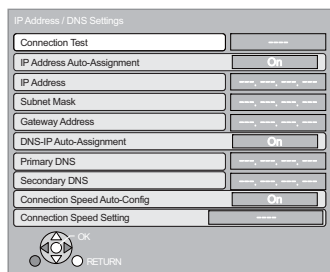 IP Address / DNS Settings
Connection Test ----
IP Address Auto-Assignment On
IP Address ---. ---. ---. ---
Subnet Mask ---. ---. ---. ---
Gateway Address ---. ---. ---. ---
DNS-IP Auto-Assignment On
Primary DNS ---. ---. ---. ---
Secondary DNS ---. ---. ---. ---
Connection Speed Auto-Config On
Connection Speed Setting ----
OK
RETURN